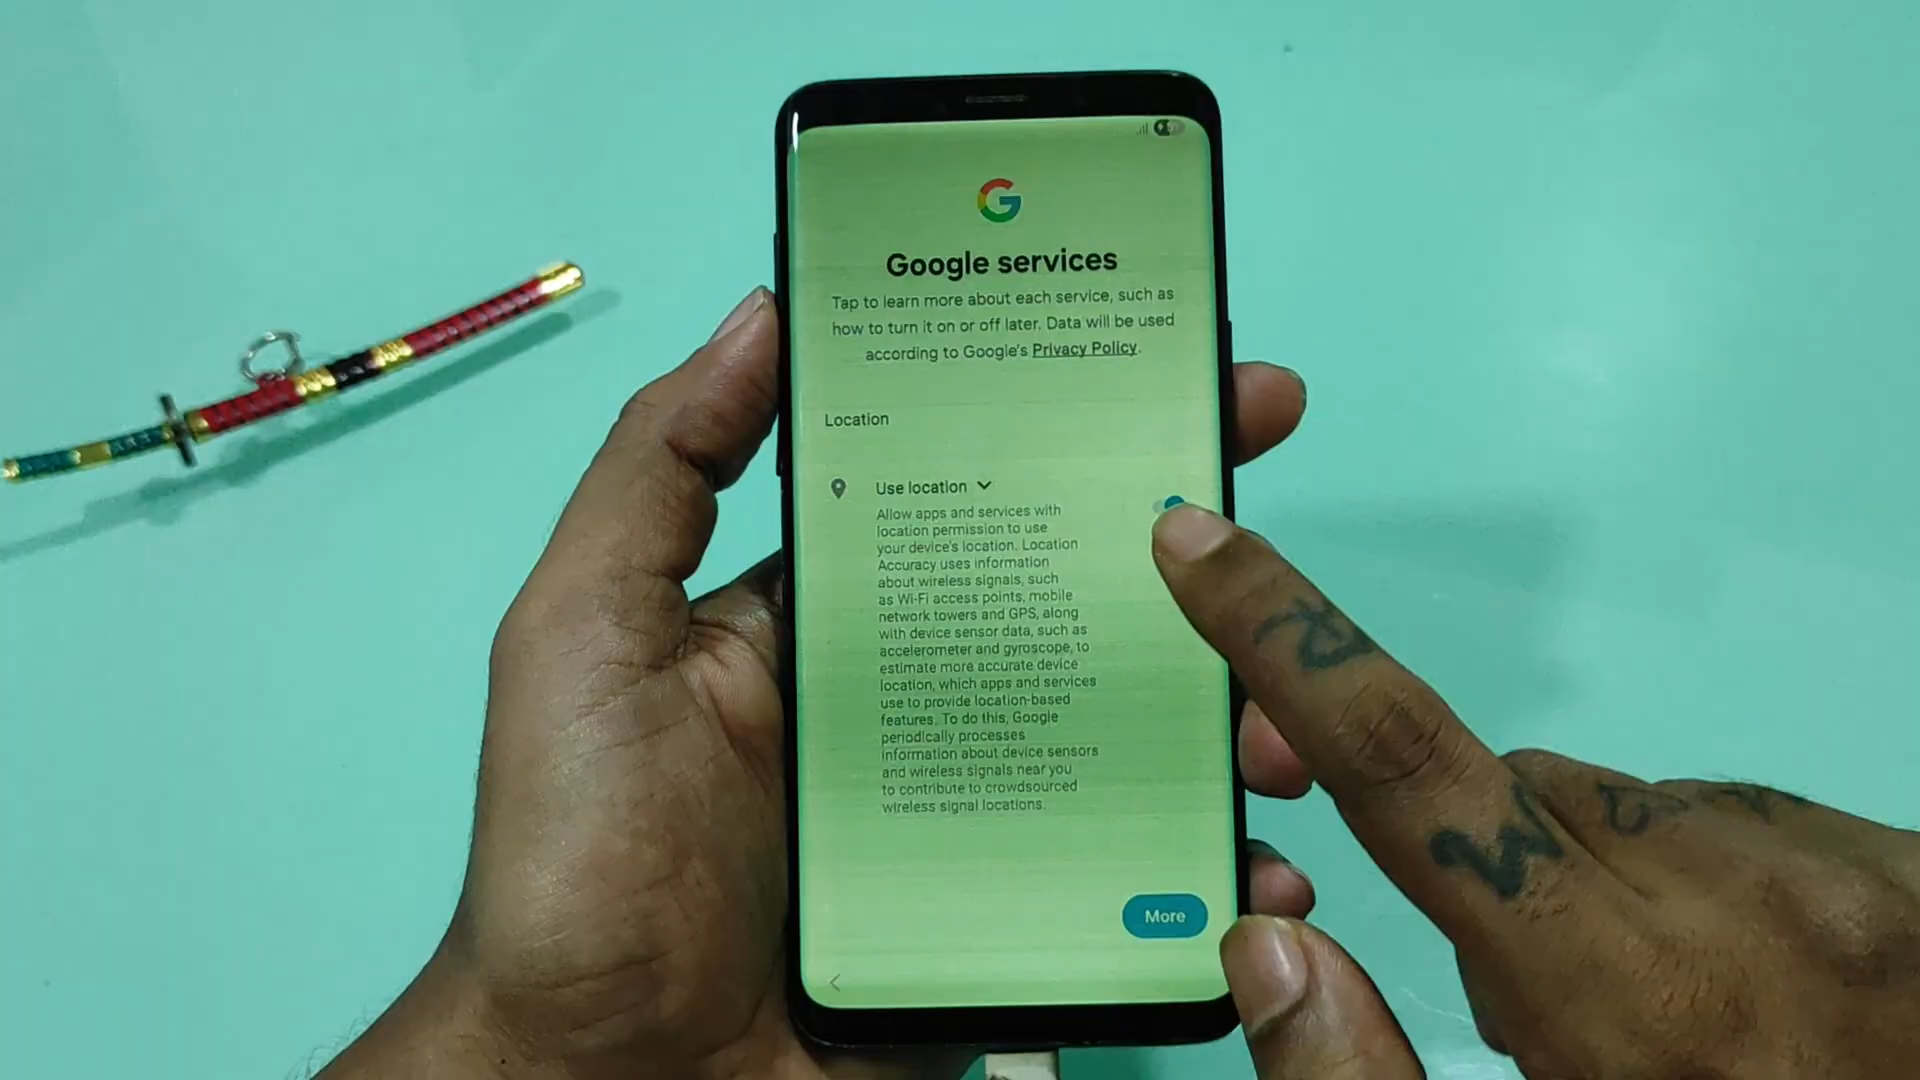 Google services
Tap to learn more about each service, such as
how to turn it on or off later. Data will be used
according to Google's Privacy Policy.
Location
Use location
Allow apps and services with
location permission to use
your device's location. Location
Accuracy uses information
about wireless signals, such
as Wi-Fi access points, mobile
network towers and GPS, along
with device sensor data, such as
accelerometer and gyroscope, to
estimate more accurate device
location, which apps and services
use to provide location-based
features. To do this, Google
periodically processes
information about device sensors
and wireless signals near you
to contribute to crowdsourced
wireless signal locations.
More